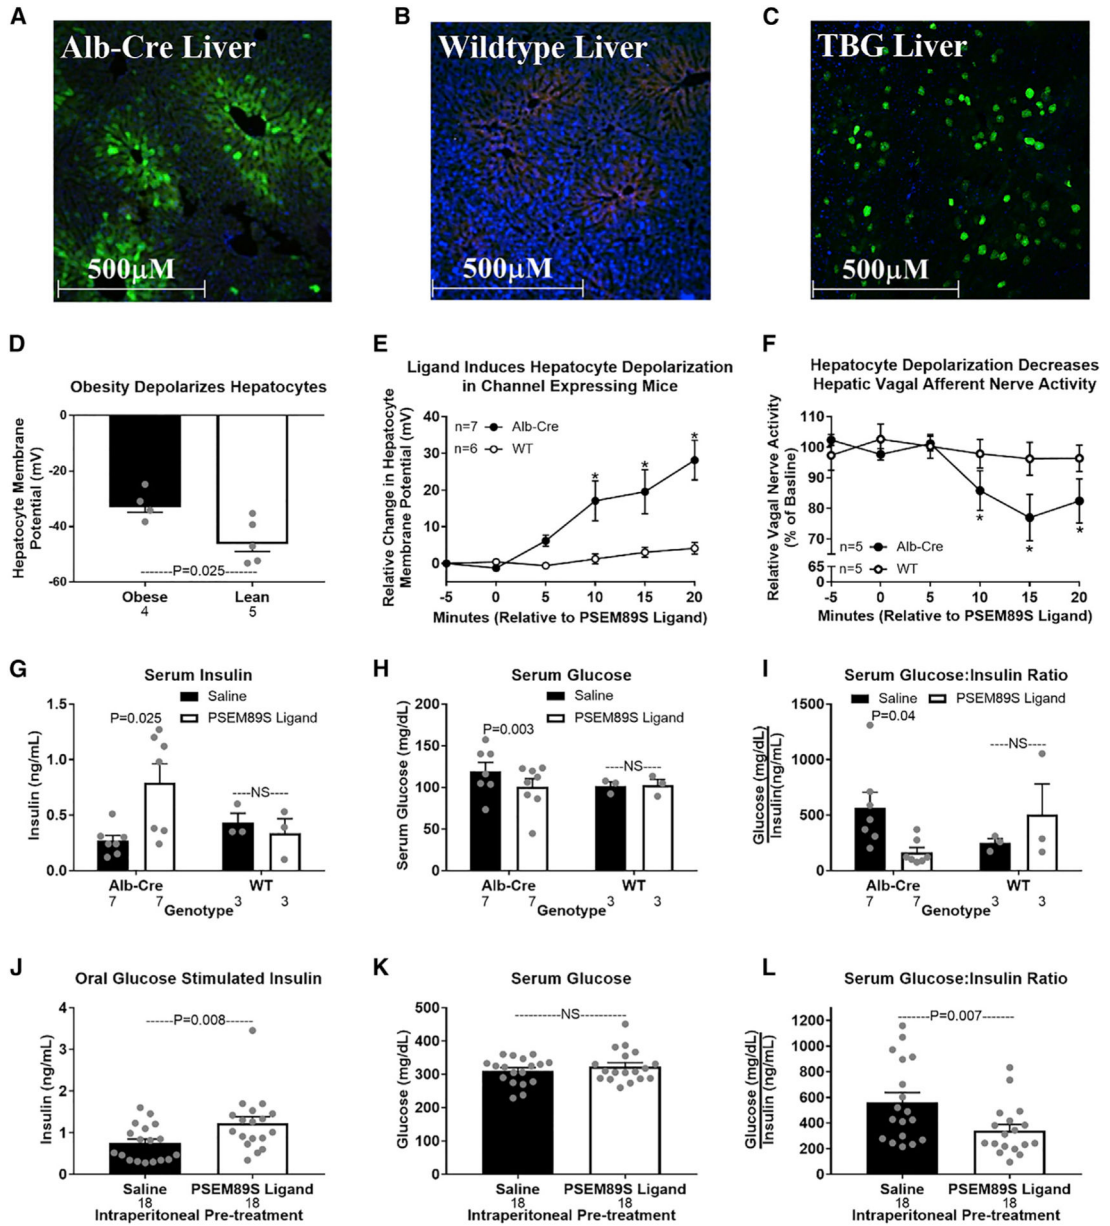 A
Alb-Cre Liver
500µM
B
Wildtype Liver
500µM
C
TBG Liver
500µM
D
Obesity Depolarizes Hepatocytes
Hepatocyte Membrane
Potential (mV)
0
-20
-40
-60
------P=0.025------
Obese
Lean
4
5
E
Ligand Induces Hepatocyte Depolarization
in Channel Expressing Mice
Relative Change in Hepatocyte
Membrane Potential (mV)
40
30
20
10
0
n=7
Alb-Cre
n=6
WT
*
*
*
-5
0
5
10
15
20
Minutes (Relative to PSEM89S Ligand)
F
Hepatocyte Depolarization Decreases
Hepatic Vagal Afferent Nerve Activity
Relative Vagal Nerve Activity
(% of Basline)
110
100
90
80
70
65
0
*
*
*
n=5
Alb-Cre
n=5
WT
-5
0
5
10
15
20
Minutes (Relative to PSEM89S Ligand)
G
Serum Insulin
Saline
PSEM89S Ligand
Insulin (ng/mL)
1.5
1.0
0.5
0.0
P=0.025
----NS----
Alb-Cre
WT
7
7
3
3
Genotype
H
Serum Glucose
Saline
PSEM89S Ligand
Serum Glucose (mg/dL)
200
150
100
50
0
P=0.003
----NS----
Alb-Cre
WT
7
7
3
3
Genotype
I
Serum Glucose:Insulin Ratio
Saline
PSEM89S Ligand
Glucose (mg/dL)
Insulin(ng/mL)
1500
1000
500
0
P=0.04
----NS----
Alb-Cre
WT
7
7
3
3
Genotype
J
Oral Glucose Stimulated Insulin
Insulin (ng/mL)
4
3
2
1
0
------P=0.008------
Saline
PSEM89S Ligand
18
18
Intraperitoneal Pre-treatment
K
Serum Glucose
Glucose (mg/dL)
500
400
300
200
100
0
----------NS----------
Saline
PSEM89S Ligand
18
18
Intraperitoneal Pre-treatment
L
Serum Glucose:Insulin Ratio
Glucose (mg/dL)
Insulin (ng/mL)
1200
1000
800
600
400
200
0
-------P=0.007-------
Saline
PSEM89S Ligand
18
18
Intraperitoneal Pre-treatment